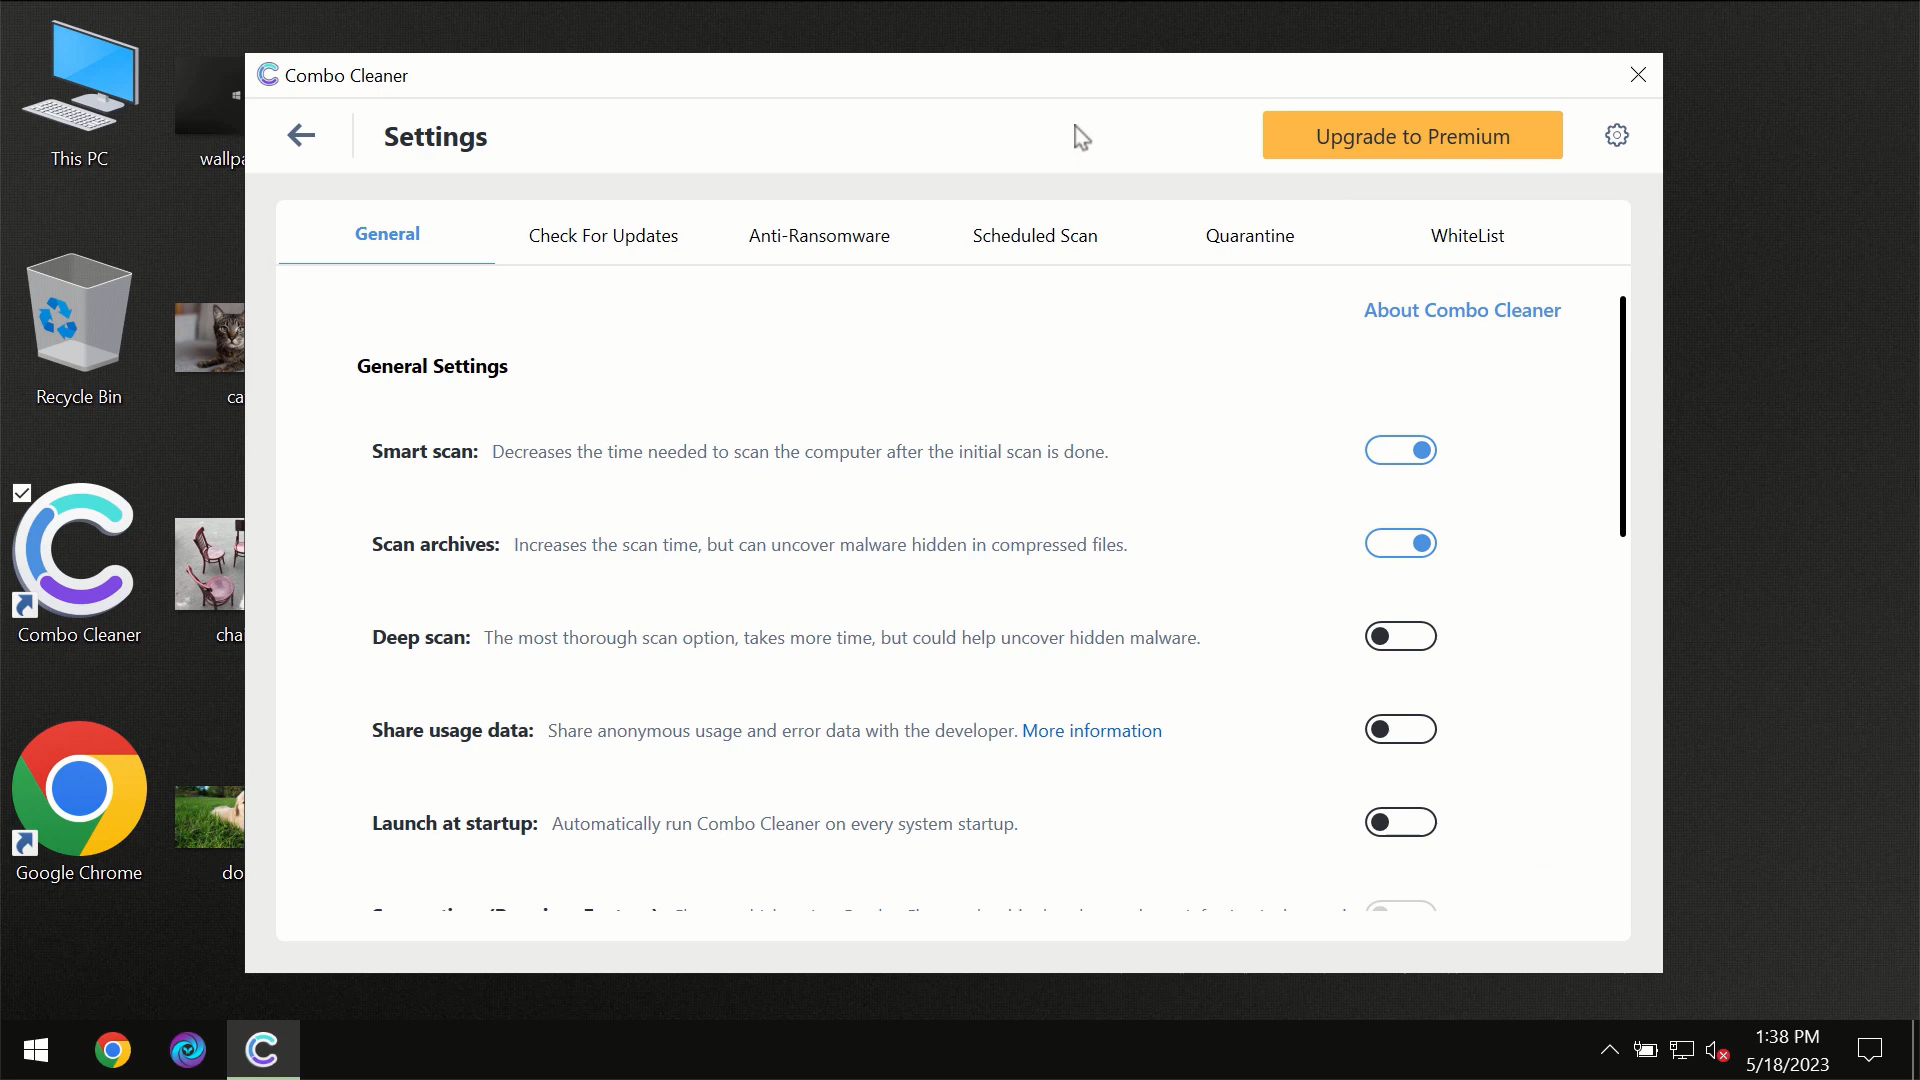 Combo Cleaner
Settings
Upgrade to Premium
General
Check For Updates
Anti-Ransomware
Scheduled Scan
Quarantine
WhiteList
About Combo Cleaner
General Settings
Smart scan: Decreases the time needed to scan the computer after the initial scan is done.
Scan archives: Increases the scan time, but can uncover malware hidden in compressed files.
Deep scan: The most thorough scan option, takes more time, but could help uncover hidden malware.
Share usage data: Share anonymous usage and error data with the developer. More information
Launch at startup: Automatically run Combo Cleaner on every system startup.
This PC
wallpa
Recycle Bin
ca
Combo Cleaner
chai
Google Chrome
do
1:38 PM
5/18/2023